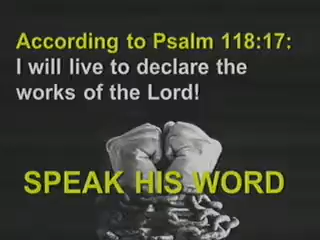 According to Psalm 118:17:
I will live to declare the
works of the Lord!
SPEAK HIS WORD